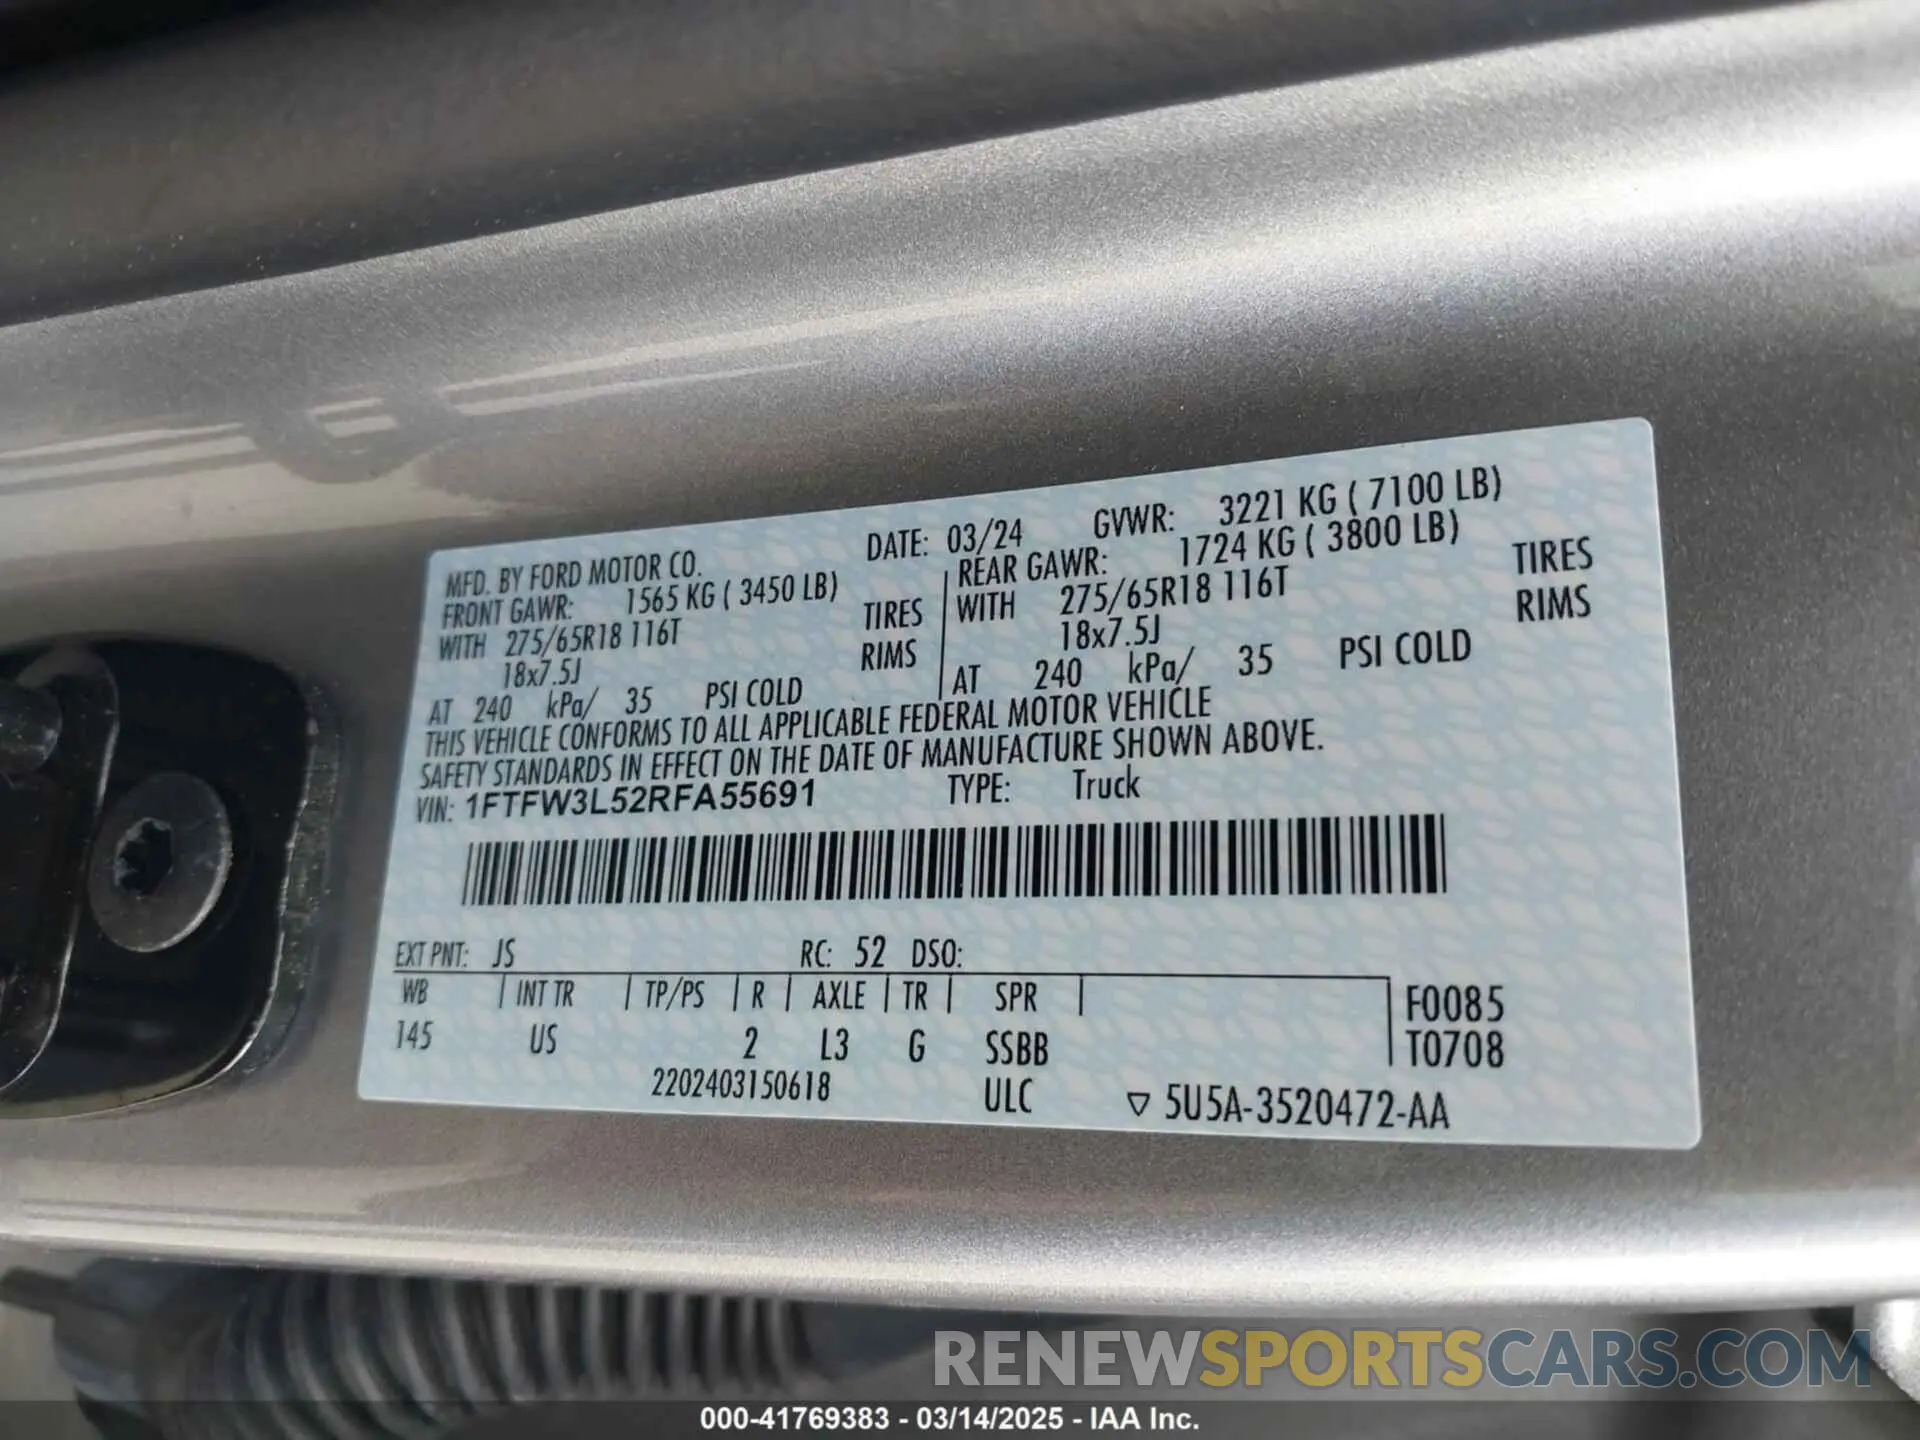 MFD. BY FORD MOTOR CO. DATE: 03/24 GVWR: 3221 KG ( 7100 LB)
FRONT GAWR: 1565 KG ( 3450 LB) REAR GAWR: 1724 KG ( 3800 LB)
WITH 275/65R18 116T TIRES WITH 275/65R18 116T TIRES
18x7.5J RIMS 18x7.5J RIMS
AT 240 kPa/ 35 PSI COLD AT 240 kPa/ 35 PSI COLD
THIS VEHICLE CONFORMS TO ALL APPLICABLE FEDERAL MOTOR VEHICLE
SAFETY STANDARDS IN EFFECT ON THE DATE OF MANUFACTURE SHOWN ABOVE.
VIN: 1FTFW3L52RFA55691 TYPE: Truck
EXT PNT: JS RC: 52 DSO:
WB INT TR TP/PS R AXLE TR SPR F0085
145 US 2 L3 G SSBB T0708
2202403150618 ULC ▽ 5U5A-3520472-AA
RENEWSPORTSCARS.COM
000-41769383 - 03/14/2025 - IAA Inc.